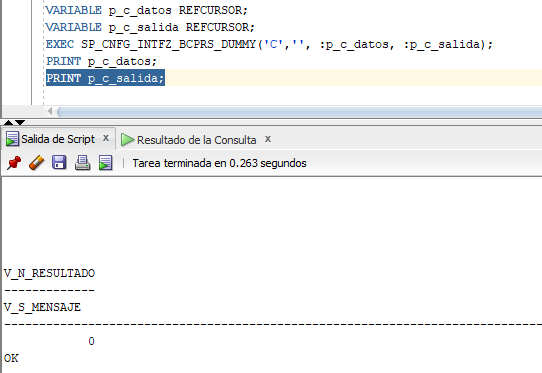 VARIABLE p_c_datos REFCURSOR;
VARIABLE p_c_salida REFCURSOR;
EXEC SP_CNFG_INTFZ_BCPRS_DUMMY('C','', :p_c_datos, :p_c_salida);
PRINT p_c_datos;
PRINT p_c_salida;
Salida de Script x Resultado de la Consulta x
Tarea terminada en 0.263 segundos
V_N_RESULTADO
-------------
V_S_MENSAJE
--------------------------------------------------------------------------------
0
OK